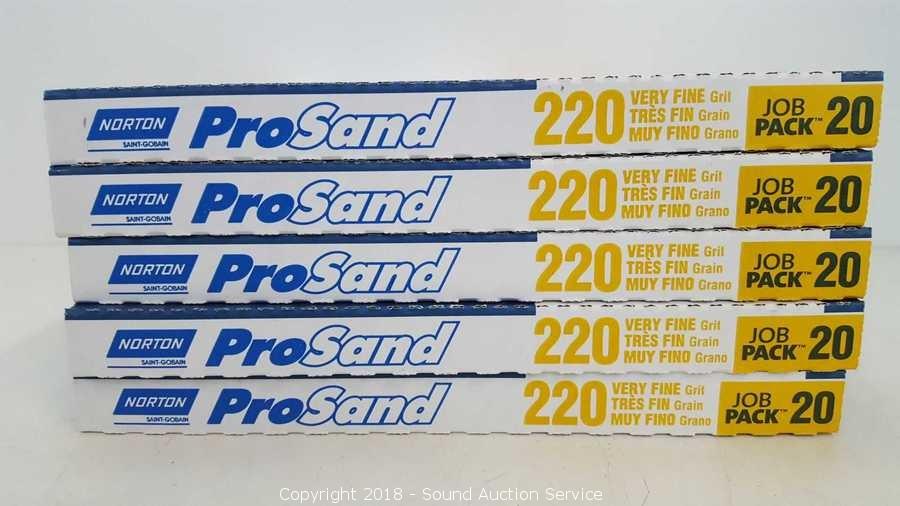 NORTON
SAINT-GOBAIN
ProSand
220
VERY FINE Grit
TRÈS FIN Grain
MUY FINO Grano
JOB
PACK™ 20
NORTON
SAINT-GOBAIN
ProSand
220
VERY FINE Grit
TRÈS FIN Grain
MUY FINO Grano
JOB
PACK™ 20
NORTON
SAINT-GOBAIN
ProSand
220
VERY FINE Grit
TRÈS FIN Grain
MUY FINO Grano
JOB
PACK™ 20
NORTON
SAINT-GOBAIN
ProSand
220
VERY FINE Grit
TRÈS FIN Grain
MUY FINO Grano
JOB
PACK™ 20
NORTON
SAINT-GOBAIN
ProSand
220
VERY FINE Grit
TRÈS FIN Grain
MUY FINO Grano
JOB
PACK™ 20
Copyright 2018 - Sound Auction Service